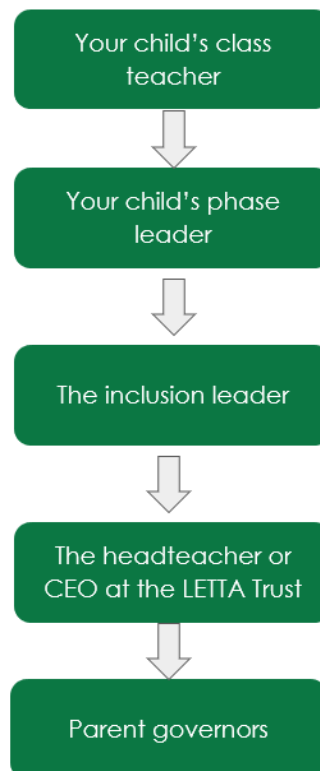 Your child’s class
teacher
Your child’s phase
leader
The inclusion leader
The headteacher or
CEO at the LETTA Trust
Parent governors